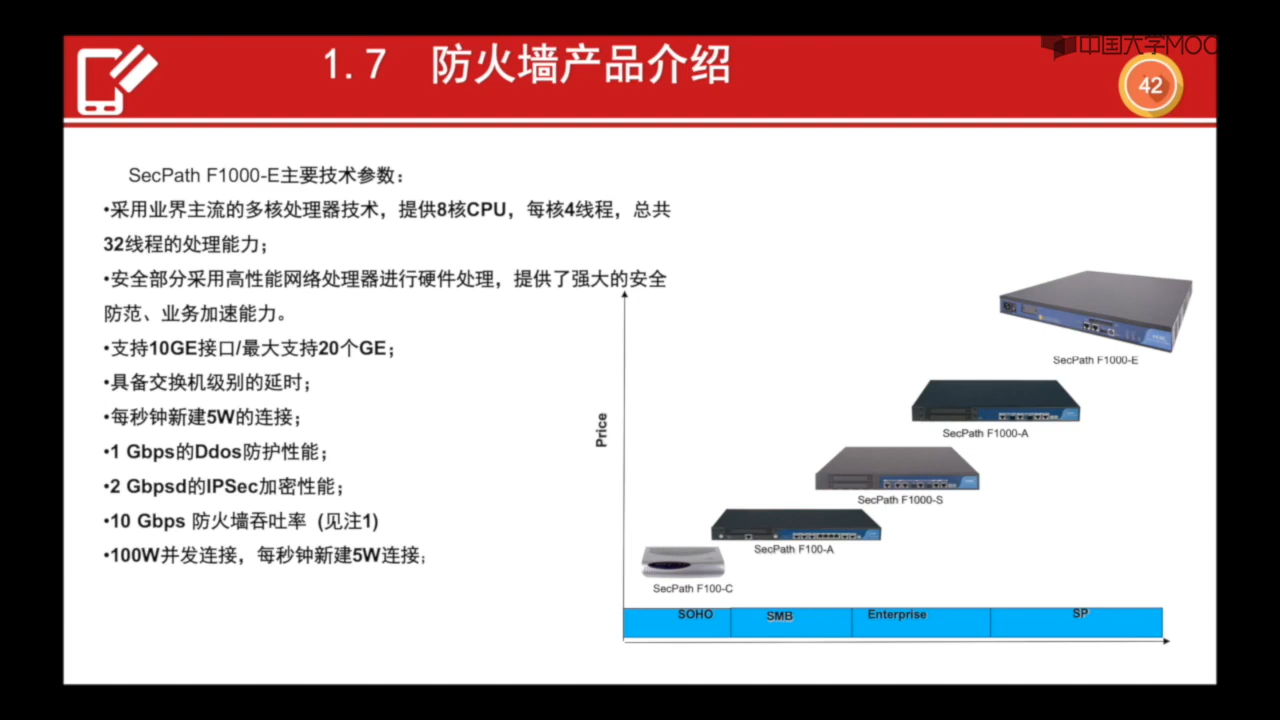 中国大学MOOC
1.7 防火墙产品介绍
42
SecPath F1000-E主要技术参数：
•采用业界主流的多核处理器技术，提供8核CPU，每核4线程，总共
32线程的处理能力；
•安全部分采用高性能网络处理器进行硬件处理，提供了强大的安全
防范、业务加速能力。
•支持10GE接口/最大支持20个GE；
•具备交换机级别的延时；
•每秒钟新建5W的连接；
•1 Gbps的Ddos防护性能；
•2 Gbpsd的IPSec加密性能；
•10 Gbps 防火墙吞吐率 (见注1)
•100W并发连接，每秒钟新建5W连接；
Price
SecPath F1000-E
SecPath F1000-A
SecPath F1000-S
SecPath F100-A
SecPath F100-C
SOHO SMB Enterprise SP